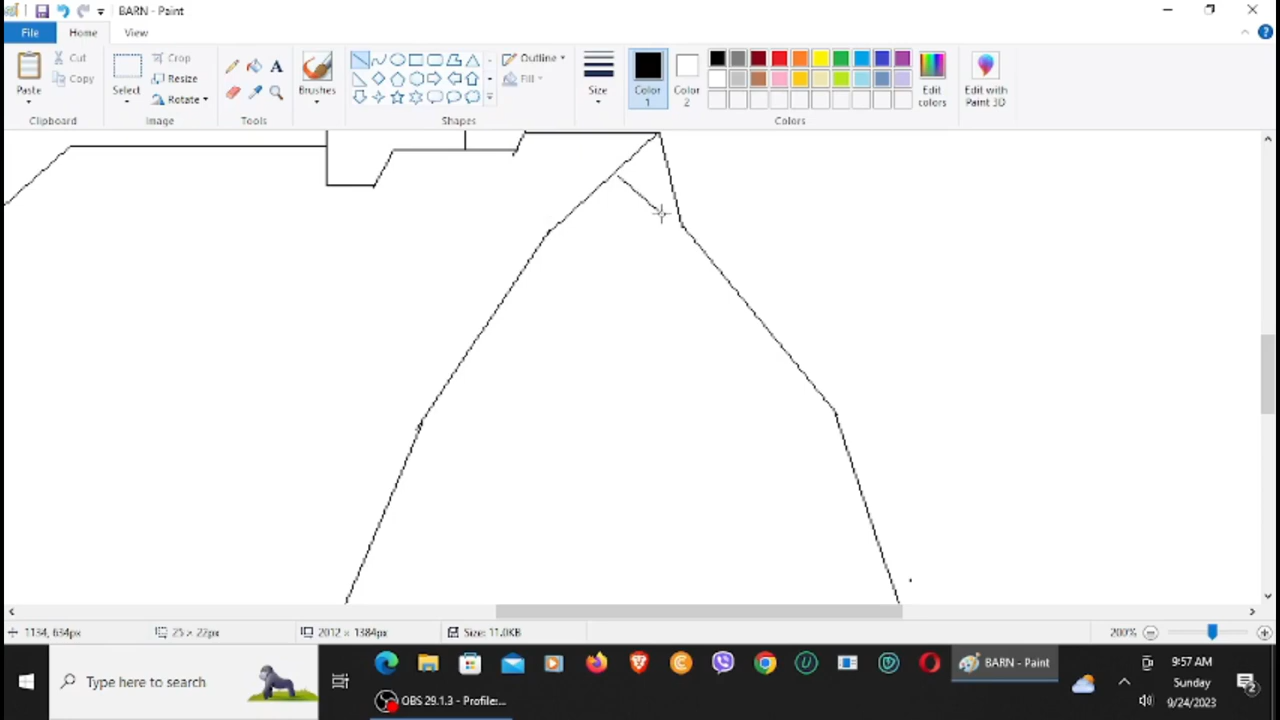 BARN - Paint
File Home View
Paste
Cut
Copy
Clipboard
Select
Crop
Resize
Rotate
Image
Tools
Brushes
Outline
Fill
Shapes
Size
Color 1
Color 2
Edit colors
Colors
Edit with Paint 3D
1134, 634px 25 × 22px 2012 × 1384px Size: 11.0KB 200%
Type here to search
BARN - Paint
OBS 29.1.3 - Profile:...
9:57 AM
Sunday
9/24/2023
2